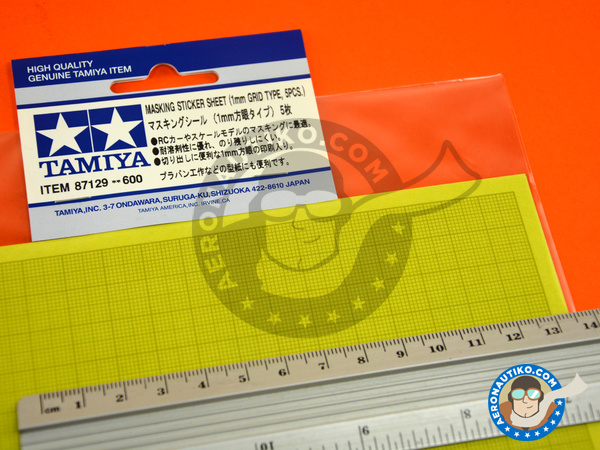 HIGH QUALITY
GENUINE TAMIYA ITEM
MASKING STICKER SHEET (1mm GRID TYPE, 5PCS.)
マスキングシール（1mm方眼タイプ）5枚
●RCカーやスケールモデルのマスキングに最適。
●耐溶剤性に優れ、のり残りしにくい。
●切り出しに便利な1mm方眼の印刷入り。
プラバン工作などの型紙にも便利です。
TAMIYA
ITEM 87129 ••600
TAMIYA, INC. 3-7 ONDAWARA, SURUGA-KU, SHIZUOKA 422-8610 JAPAN
TAMIYA AMERICA, INC. IRVINE, CA
AERONAUTIKO.COM
cm 1 2 3 4 5 6 7 8 9 10 11 12 13 14
10 8
AERONAUTIKO.COM